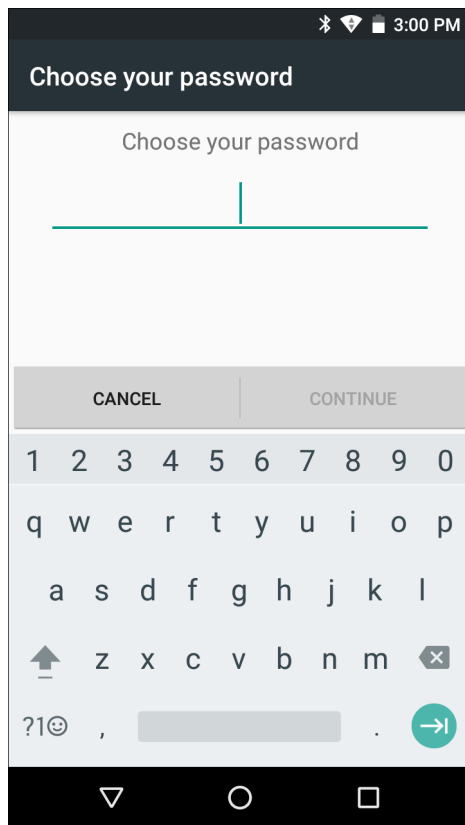 3:00 PM
Choose your password
Choose your password
CANCEL CONTINUE
1 2 3 4 5 6 7 8 9 0
q w e r t y u i o p
a s d f g h j k l
z x c v b n m
?1☺ , .